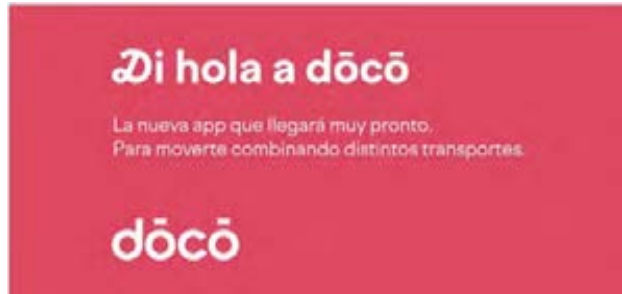 Di hola a dōcō
La nueva app que llegará muy pronto.
Para moverte combinando distintos transportes.
dōcō